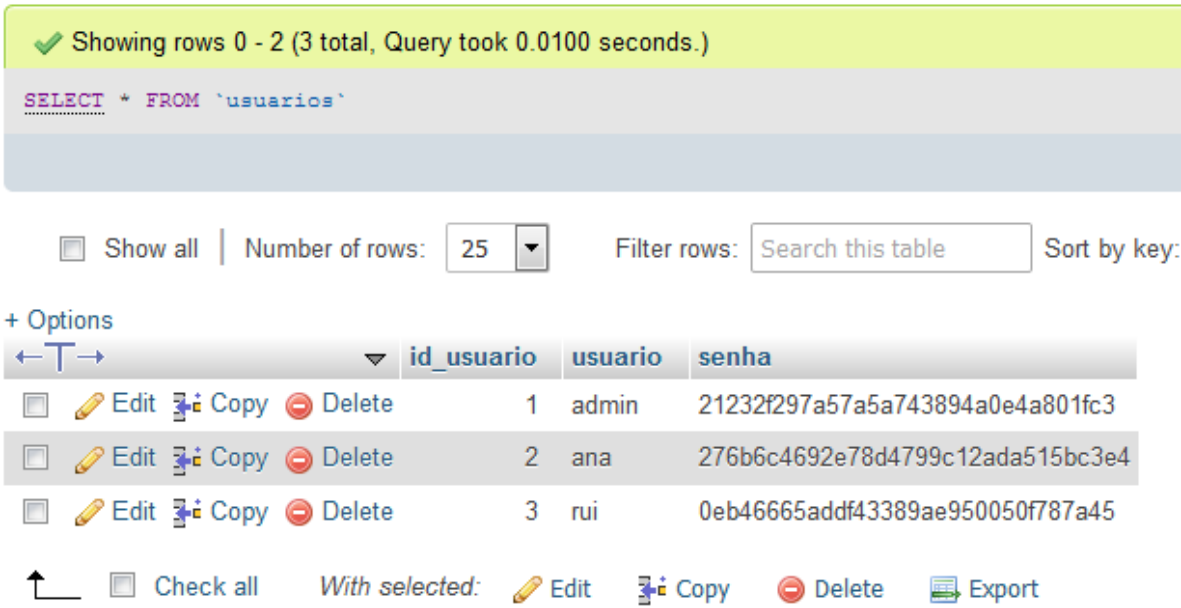 Showing rows 0 - 2 (3 total, Query took 0.0100 seconds.)
SELECT * FROM `usuarios`
Show all | Number of rows: 25 Filter rows: Search this table Sort by key:
+ Options
←T→ id_usuario usuario senha
Edit Copy Delete 1 admin 21232f297a57a5a743894a0e4a801fc3
Edit Copy Delete 2 ana 276b6c4692e78d4799c12ada515bc3e4
Edit Copy Delete 3 rui 0eb46665addf43389ae950050f787a45
Check all With selected: Edit Copy Delete Export